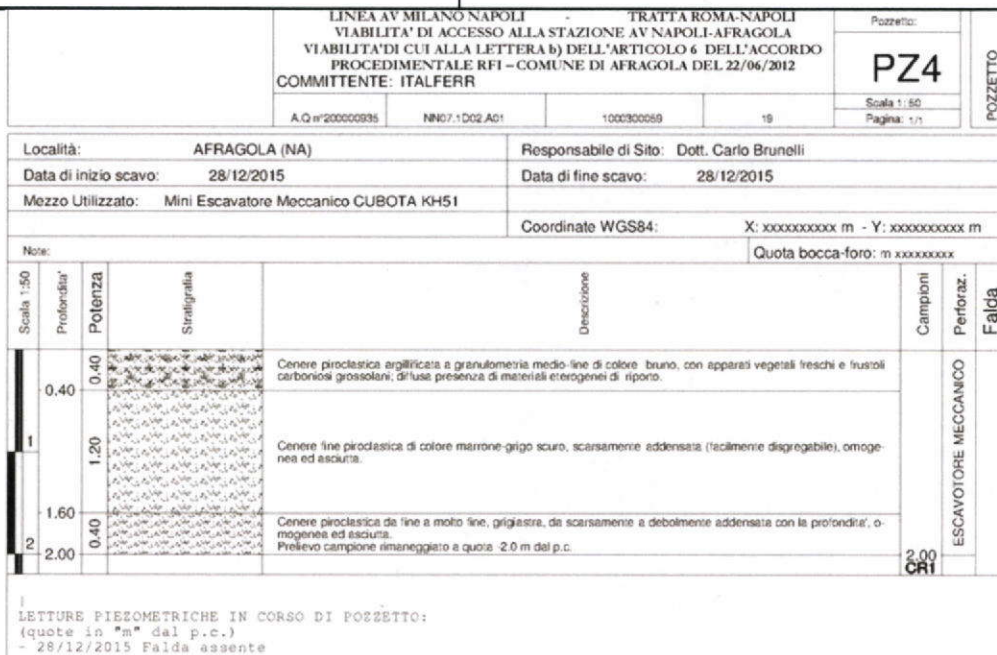 LINEA AV MILANO NAPOLI - TRATTA ROMA-NAPOLI
VIABILITA' DI ACCESSO ALLA STAZIONE AV NAPOLI-AFRAGOLA
VIABILITA'DI CUI ALLA LETTERA b) DELL'ARTICOLO 6 DELL'ACCORDO
PROCEDIMENTALE RFI – COMUNE DI AFRAGOLA DEL 22/06/2012
COMMITTENTE: ITALFERR
A.Q n°200000935 NN07.1D02.A01 1000300059 19
Pozzetto:
PZ4
Scala 1:50
Pagina: 1/1
POZZETTO
Località: AFRAGOLA (NA) Responsabile di Sito: Dott. Carlo Brunelli
Data di inizio scavo: 28/12/2015 Data di fine scavo: 28/12/2015
Mezzo Utilizzato: Mini Escavatore Meccanico CUBOTA KH51
Coordinate WGS84: X: xxxxxxxxxx m - Y: xxxxxxxxxx m
Note: Quota bocca-foro: m xxxxxxxxx
Scala 1:50 Profondita' Potenza Stratigrafia Descrizione Campioni Perforaz. Falda
0.40
0.40
Cenere piroclastica argillificata a granulometria medio-fine di colore bruno, con apparati vegetali freschi e frustoli
carboniosi grossolani; diffusa presenza di materiali eterogenei di riporto.
1
1.20
Cenere fine piroclastica di colore marrone-grigo scuro, scarsamente addensata (facilmente disgregabile), omoge-
nea ed asciutta.
1.60
0.40
Cenere piroclastica da fine a molto fine, grigiastra, da scarsamente a debolmente addensata con la profondita', o-
mogenea ed asciutta.
Prelievo campione rimaneggiato a quota -2.0 m dal p.c.
2
2.00
2.00
CR1
ESCAVOTORE MECCANICO
LETTURE PIEZOMETRICHE IN CORSO DI POZZETTO:
(quote in "m" dal p.c.)
- 28/12/2015 Falda assente